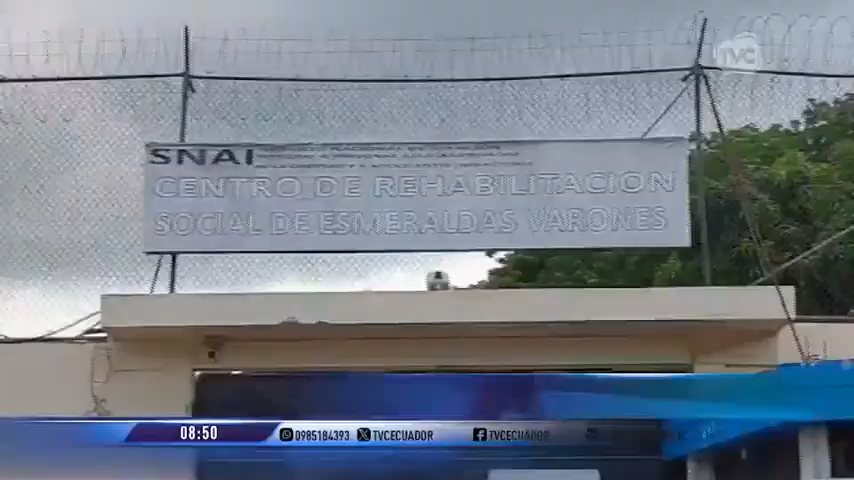 TVC
SNAI
CENTRO DE REHABILITACION
SOCIAL DE ESMERALDAS VARONES
08:50
0985184393 TVCECUADOR TVCECUADOR